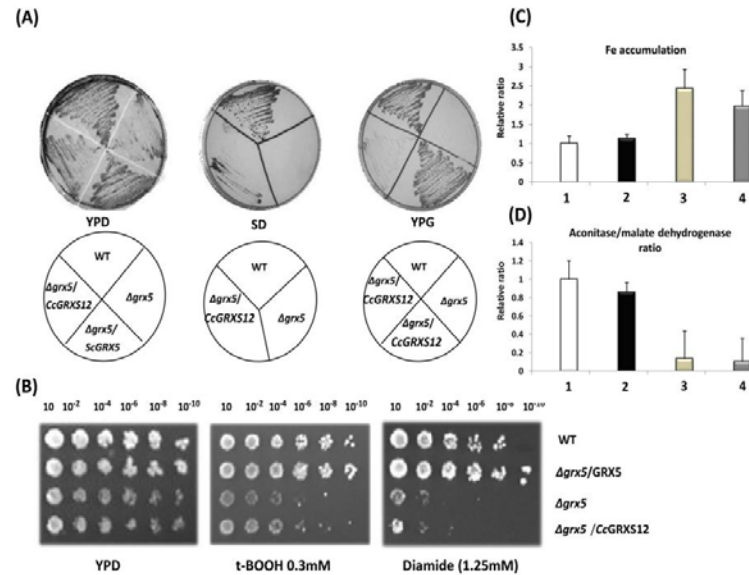 (A)
YPD
SD
YPG
WT
Δgrx5/
CcGRXS12
Δgrx5
Δgrx5/
ScGRX5
WT
Δgrx5/
CcGRXS12
Δgrx5
WT
Δgrx5/
CcGRXS12
Δgrx5
Δgrx5/
CcGRXS12
(B)
10 10-2 10-4 10-6 10-8 10-10
10 10-2 10-4 10-6 10-8 10-10
10 10-2 10-4 10-6
WT
Δgrx5/GRX5
Δgrx5
Δgrx5 /CcGRXS12
YPD
t-BOOH 0.3mM
Diamide (1.25mM)
(C)
Fe accumulation
Relative ratio
3.5
3
2.5
2
1.5
1
0.5
0
1 2 3 4
(D)
Aconitase/malate dehydrogenase
ratio
Relative ratio
1.4
1.2
1
0.8
0.6
0.4
0.2
0
1 2 3 4